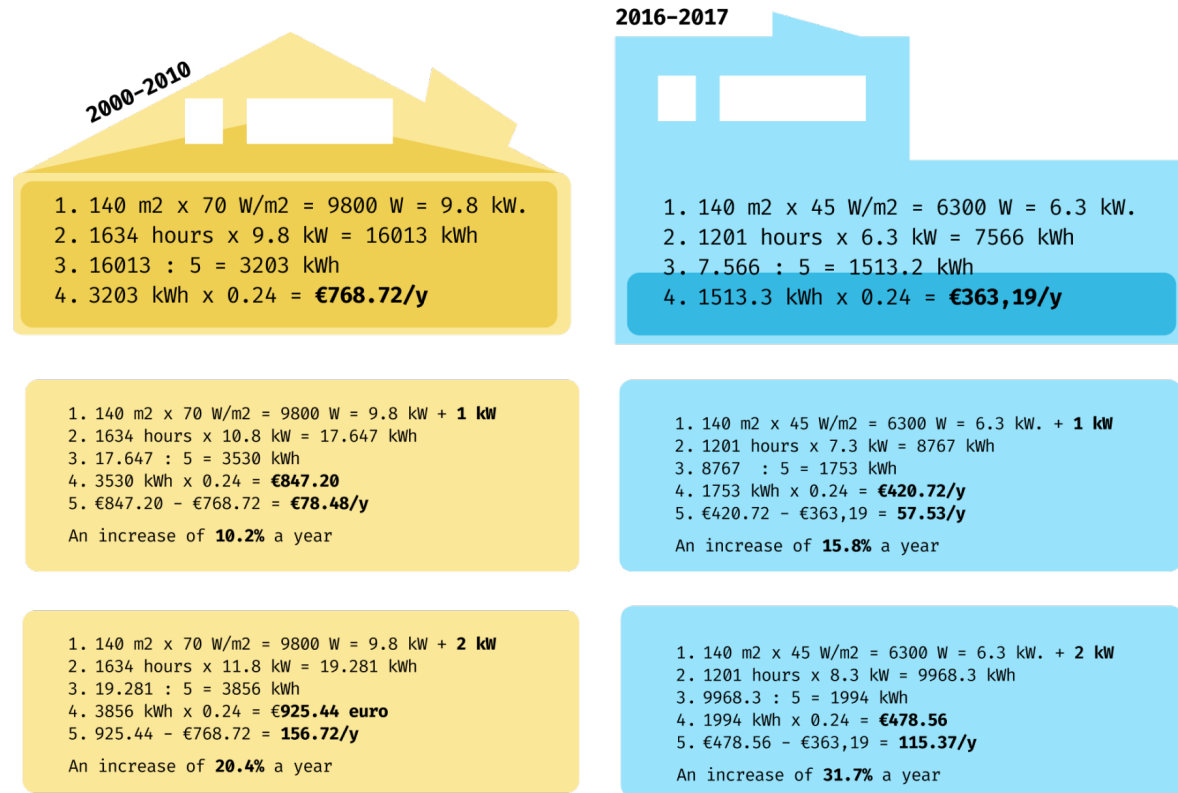 2000-2010
1. 140 m2 x 70 W/m2 = 9800 W = 9.8 kW.
2. 1634 hours x 9.8 kW = 16013 kWh
3. 16013 : 5 = 3203 kWh
4. 3203 kWh x 0.24 = €768.72/y
2016-2017
1. 140 m2 x 45 W/m2 = 6300 W = 6.3 kW.
2. 1201 hours x 6.3 kW = 7566 kWh
3. 7.566 : 5 = 1513.2 kWh
4. 1513.3 kWh x 0.24 = €363,19/y
1. 140 m2 x 70 W/m2 = 9800 W = 9.8 kW + 1 kW
2. 1634 hours x 10.8 kW = 17.647 kWh
3. 17.647 : 5 = 3530 kWh
4. 3530 kWh x 0.24 = €847.20
5. €847.20 - €768.72 = €78.48/y
An increase of 10.2% a year
1. 140 m2 x 45 W/m2 = 6300 W = 6.3 kW. + 1 kW
2. 1201 hours x 7.3 kW = 8767 kWh
3. 8767 : 5 = 1753 kWh
4. 1753 kWh x 0.24 = €420.72/y
5. €420.72 - €363,19 = 57.53/y
An increase of 15.8% a year
1. 140 m2 x 70 W/m2 = 9800 W = 9.8 kW + 2 kW
2. 1634 hours x 11.8 kW = 19.281 kWh
3. 19.281 : 5 = 3856 kWh
4. 3856 kWh x 0.24 = €925.44 euro
5. 925.44 - €768.72 = 156.72/y
An increase of 20.4% a year
1. 140 m2 x 45 W/m2 = 6300 W = 6.3 kW. + 2 kW
2. 1201 hours x 8.3 kW = 9968.3 kWh
3. 9968.3 : 5 = 1994 kWh
4. 1994 kWh x 0.24 = €478.56
5. €478.56 - €363,19 = 115.37/y
An increase of 31.7% a year